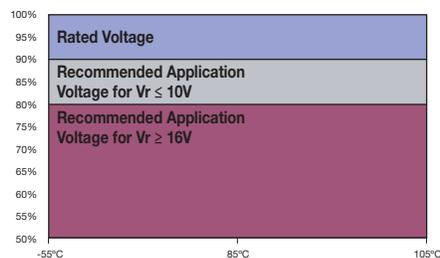 100%
95%
90%
85%
80%
75%
70%
65%
60%
55%
50%
Rated Voltage
Recommended Application
Voltage for Vr ≤ 10V
Recommended Application
Voltage for Vr ≥ 16V
-55ºC
85ºC
105ºC